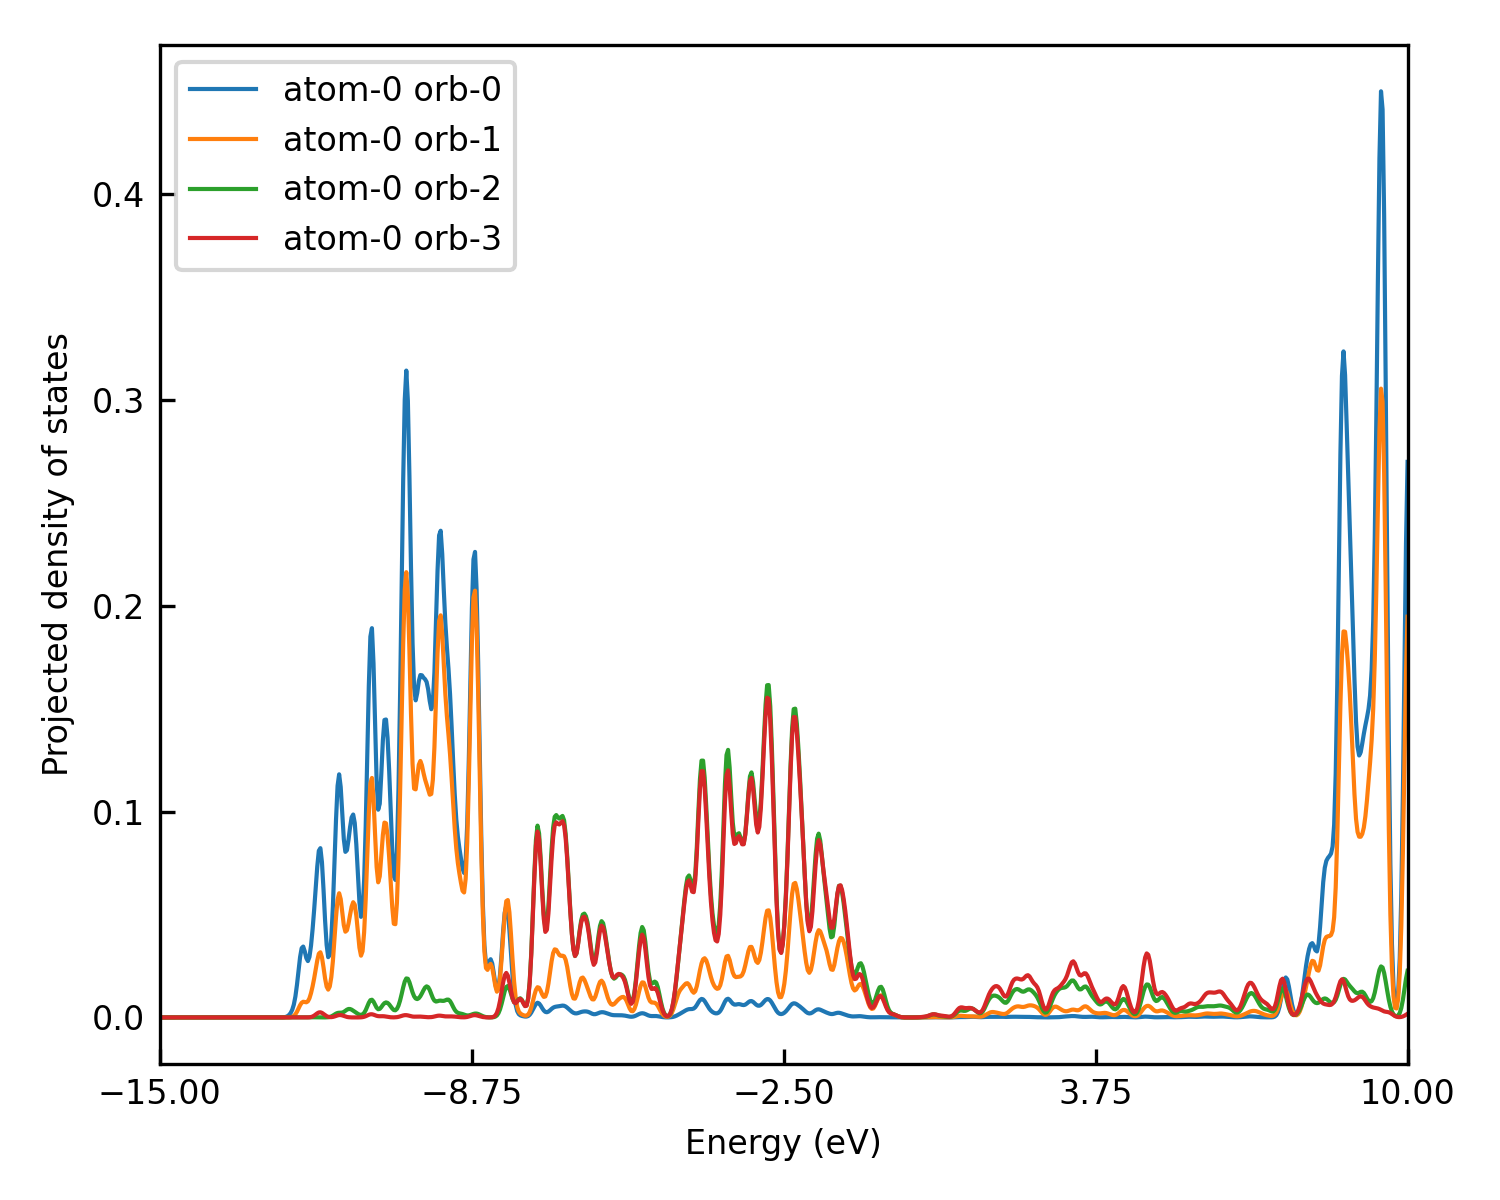 atom-0 orb-0
atom-0 orb-1
atom-0 orb-2
atom-0 orb-3
Projected density of states
0.4
0.3
0.2
0.1
0.0
−15.00 −8.75 −2.50 3.75 10.00
Energy (eV)